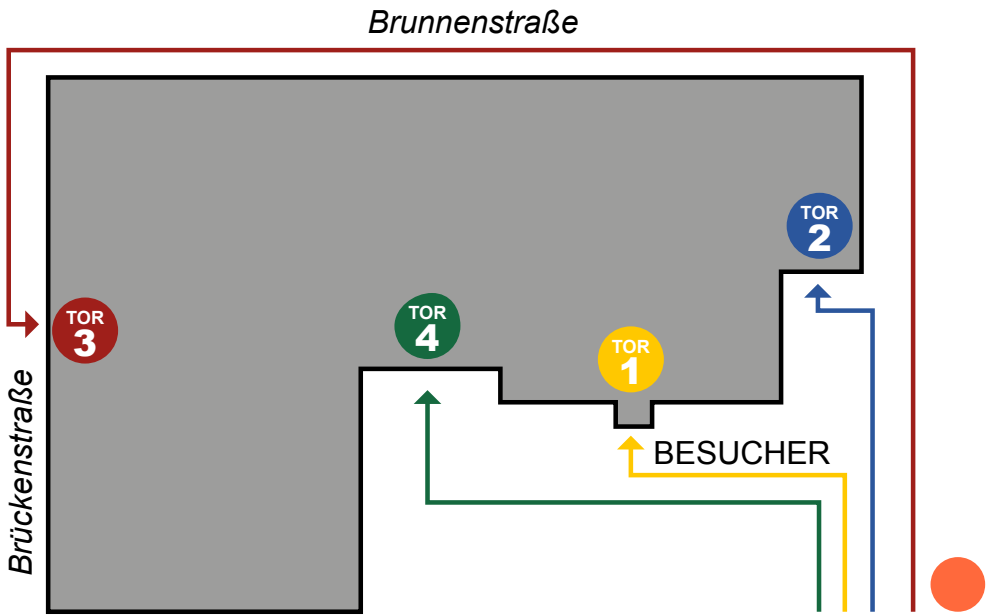 Brunnenstraße
TOR
2
TOR
3
TOR
4
TOR
1
BESUCHER
Brückenstraße